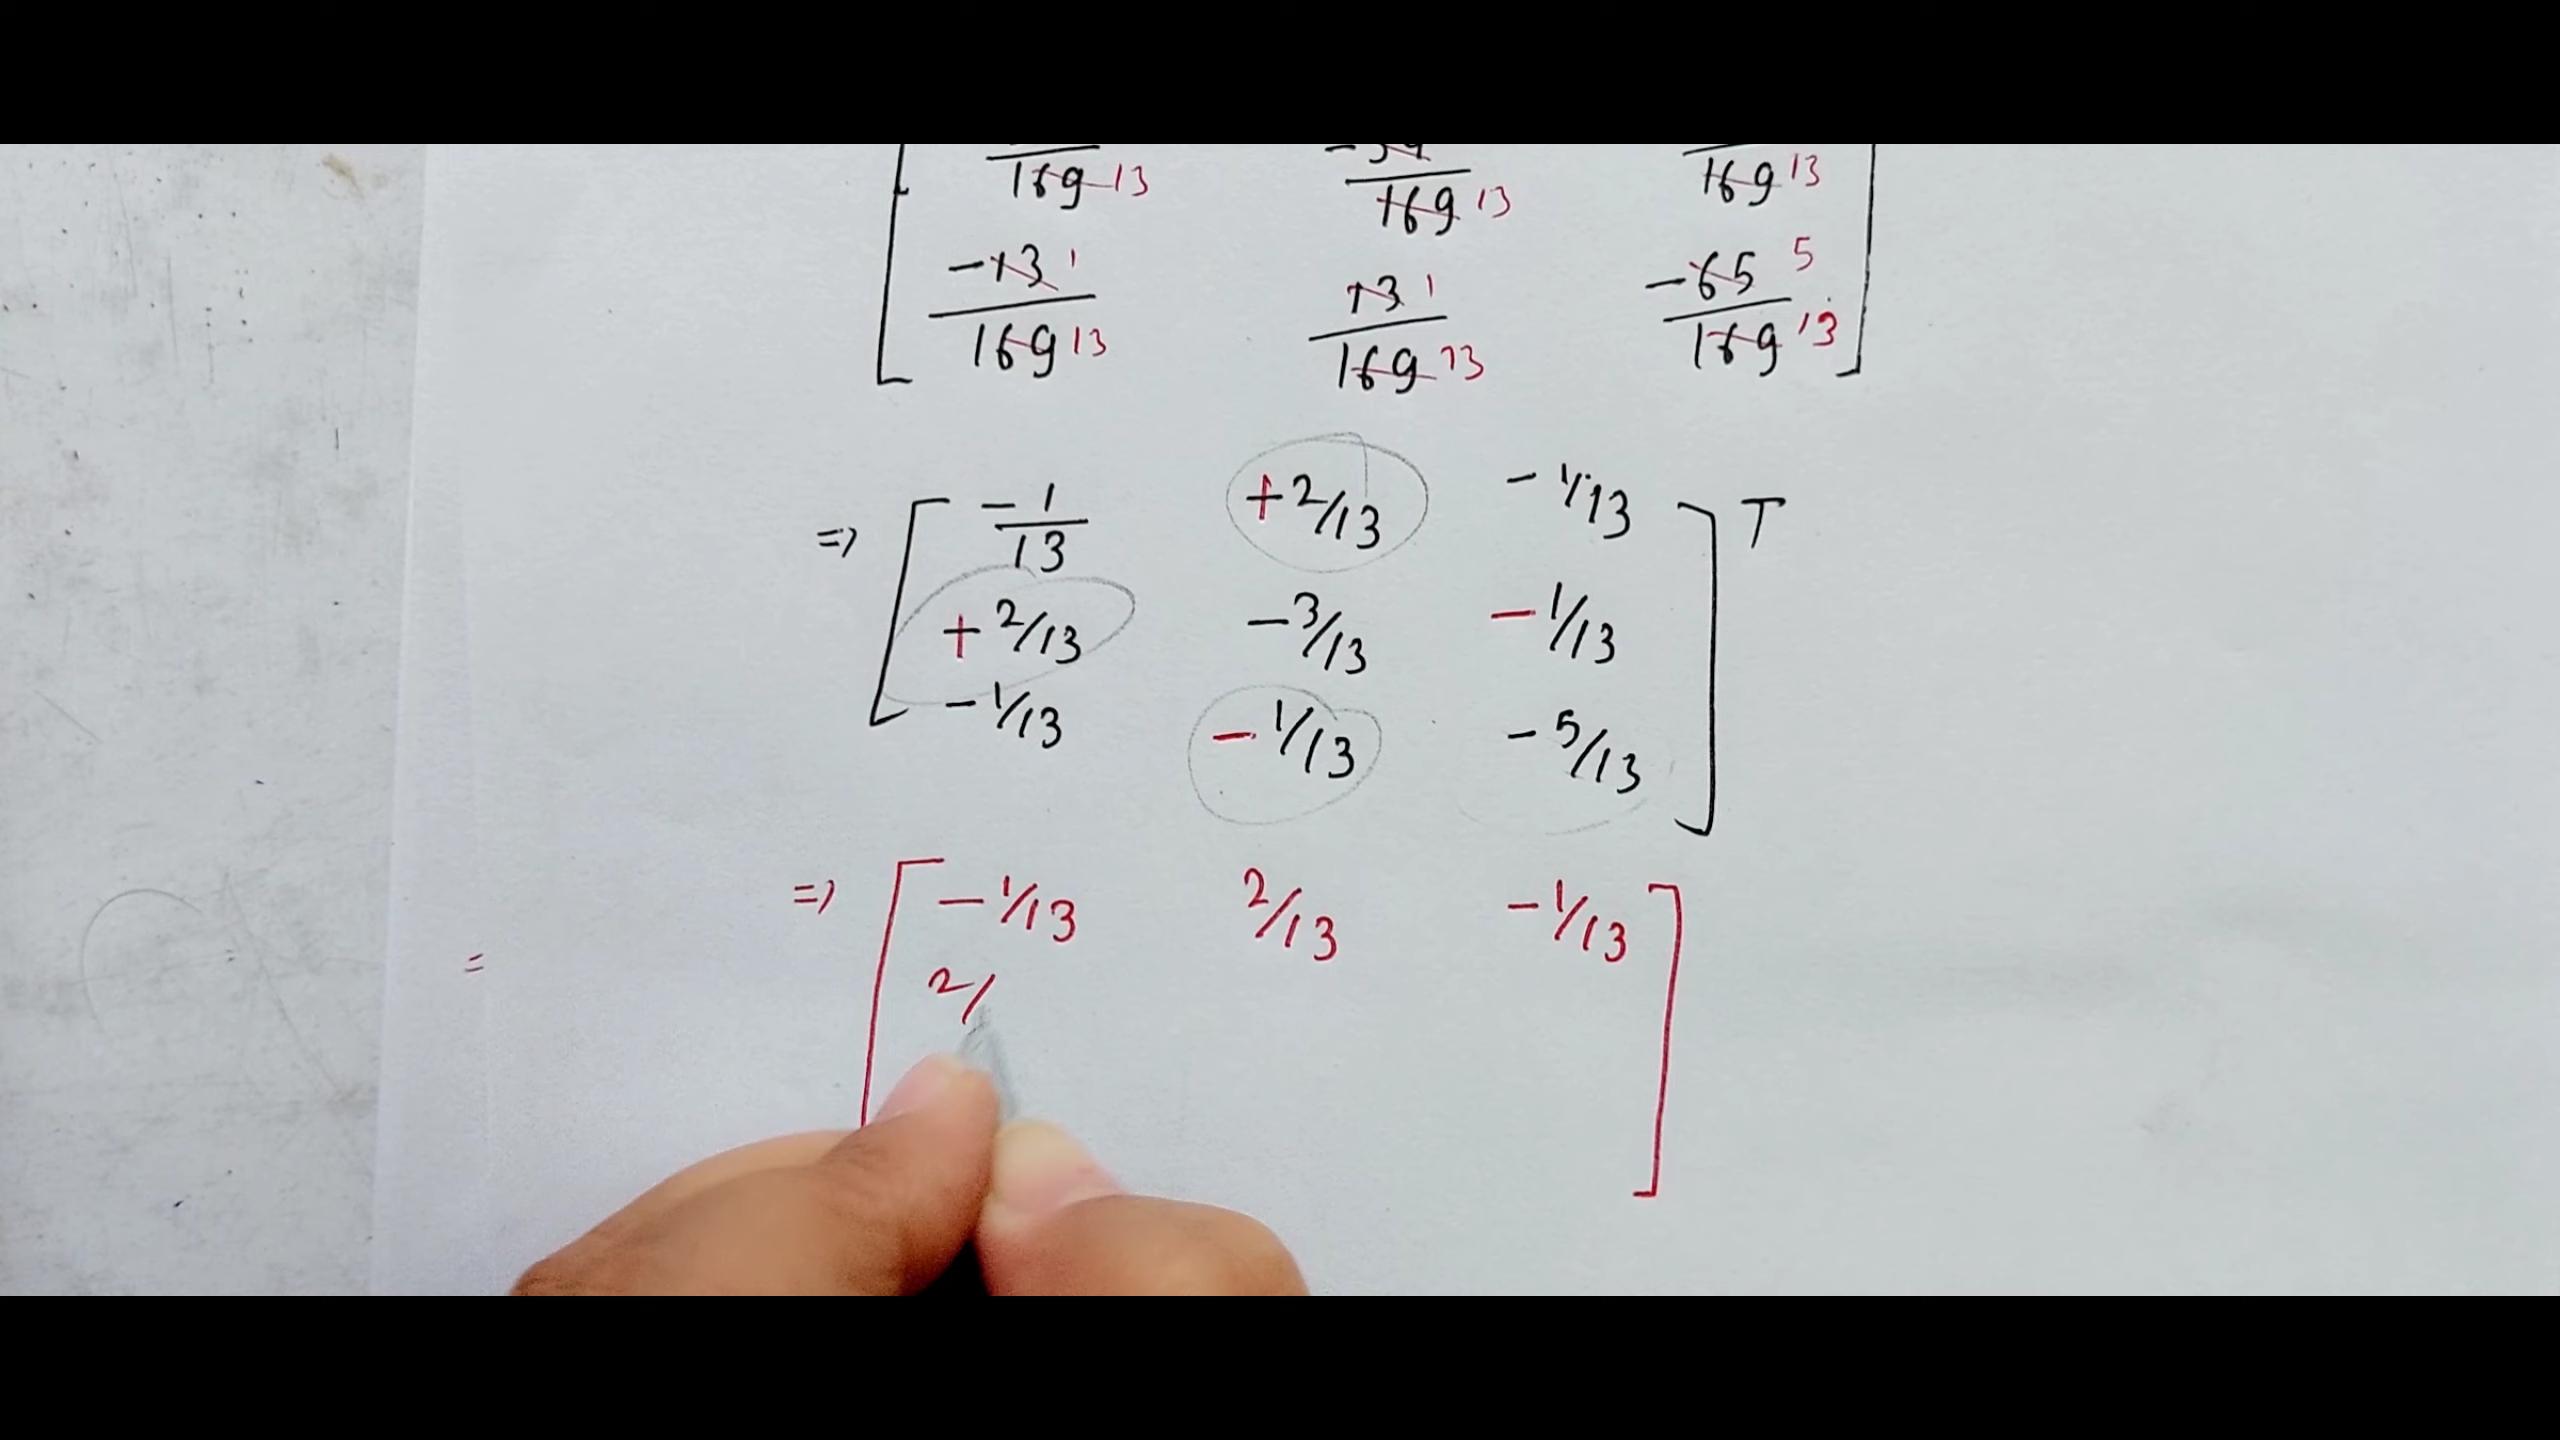 169 13 169 13 169 13
-13 1 13 1 -65 5
169 13 169 13 169 13
=> [ -1/13 +2/13 -1/13 ] T
+2/13 -3/13 -1/13
-1/13 -1/13 -5/13
=> [ -1/13 2/13 -1/13 ]
= 2/